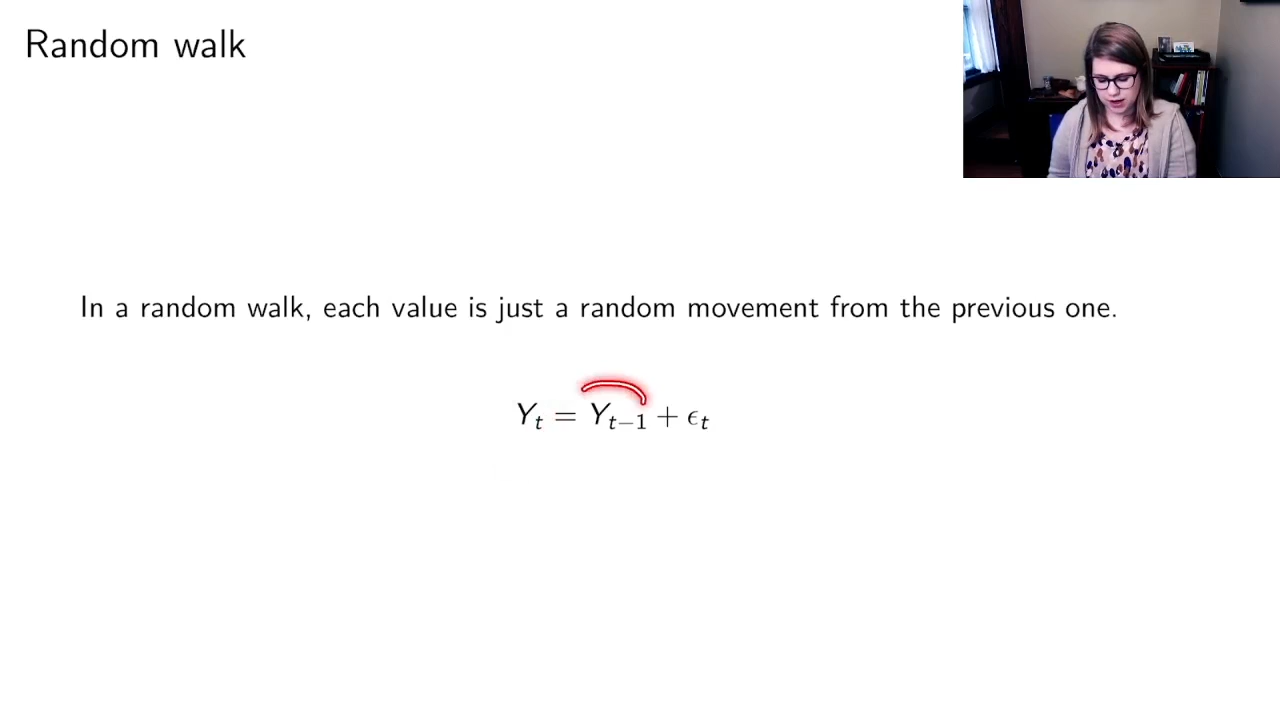 Random walk
In a random walk, each value is just a random movement from the previous one.
Yₜ = Yₜ₋₁ + ϵₜ